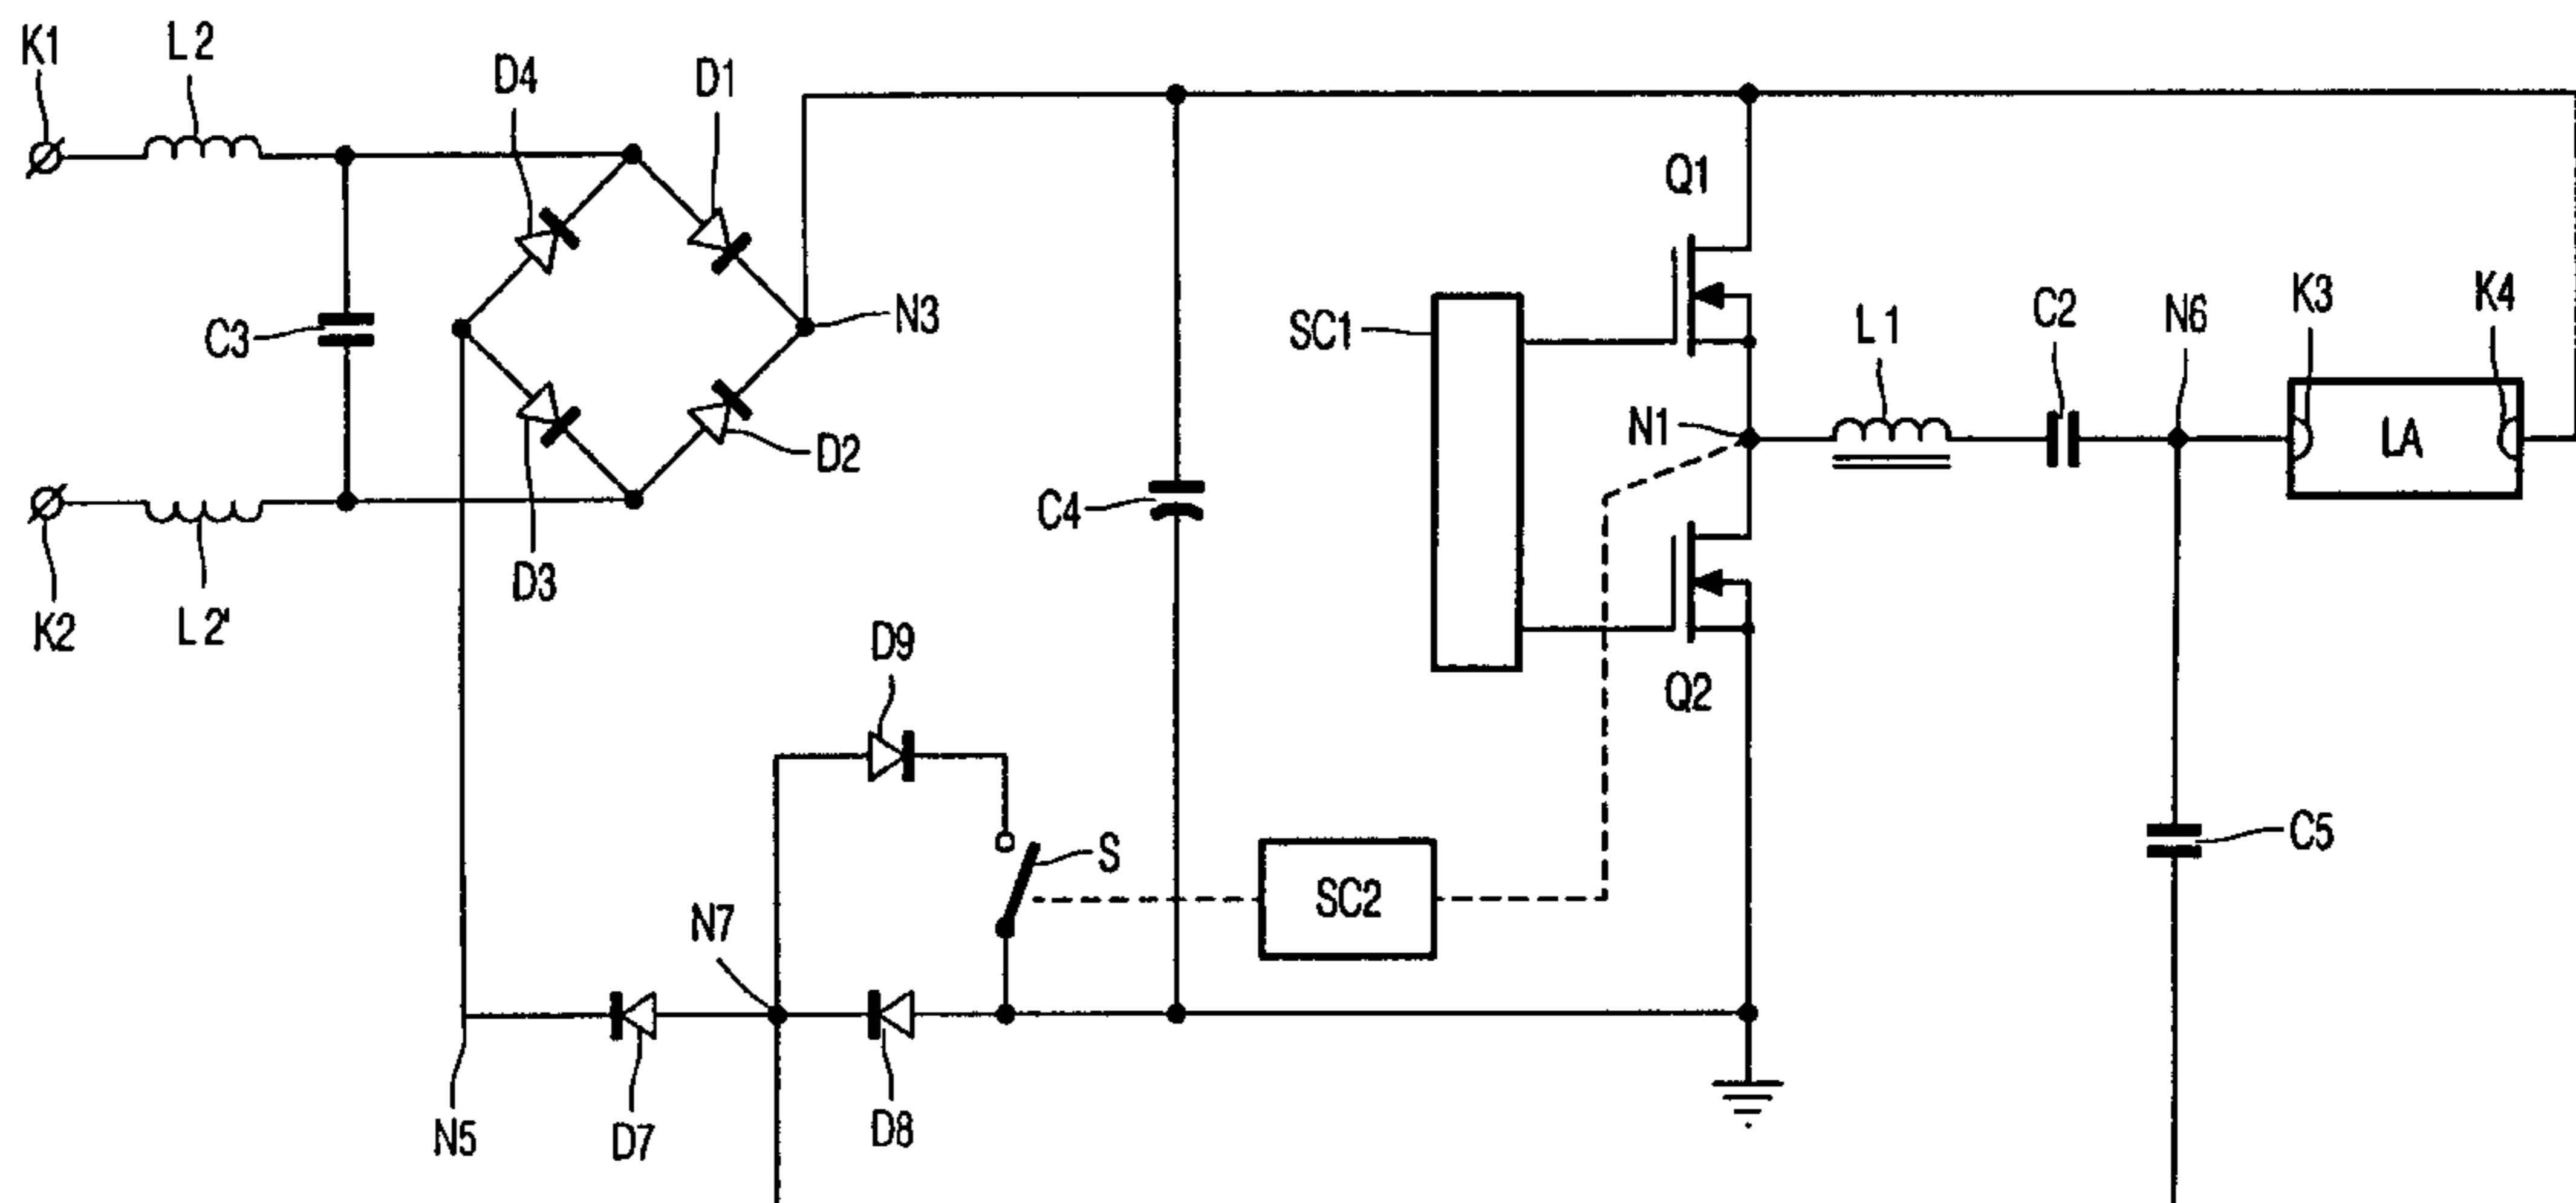 K1
L2
D4
D1
Q1
C3
N3
SC1
L1
C2
N6
K3
K4
N1
LA
D2
C4
D3
K2
L2'
D9
Q2
S
C5
SC2
N7
N5
D7
D8